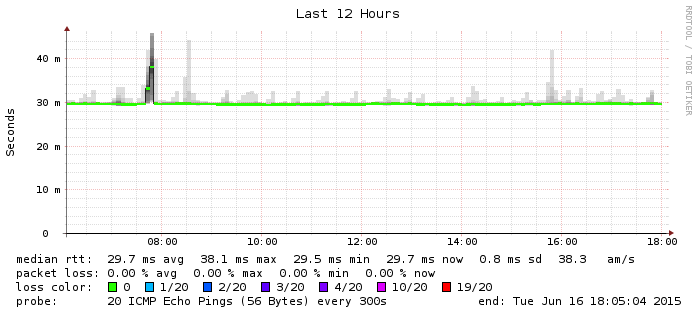 Last 12 Hours
RRDTOOL / TOBI OETIKER
Seconds
40 m
30 m
20 m
10 m
0
08:00 10:00 12:00 14:00 16:00 18:00
median rtt: 29.7 ms avg 38.1 ms max 29.5 ms min 29.7 ms now 0.8 ms sd 38.3 am/s
packet loss: 0.00 % avg 0.00 % max 0.00 % min 0.00 % now
loss color: 0 1/20 2/20 3/20 4/20 10/20 19/20
probe: 20 ICMP Echo Pings (56 Bytes) every 300s end: Tue Jun 16 18:05:04 2015